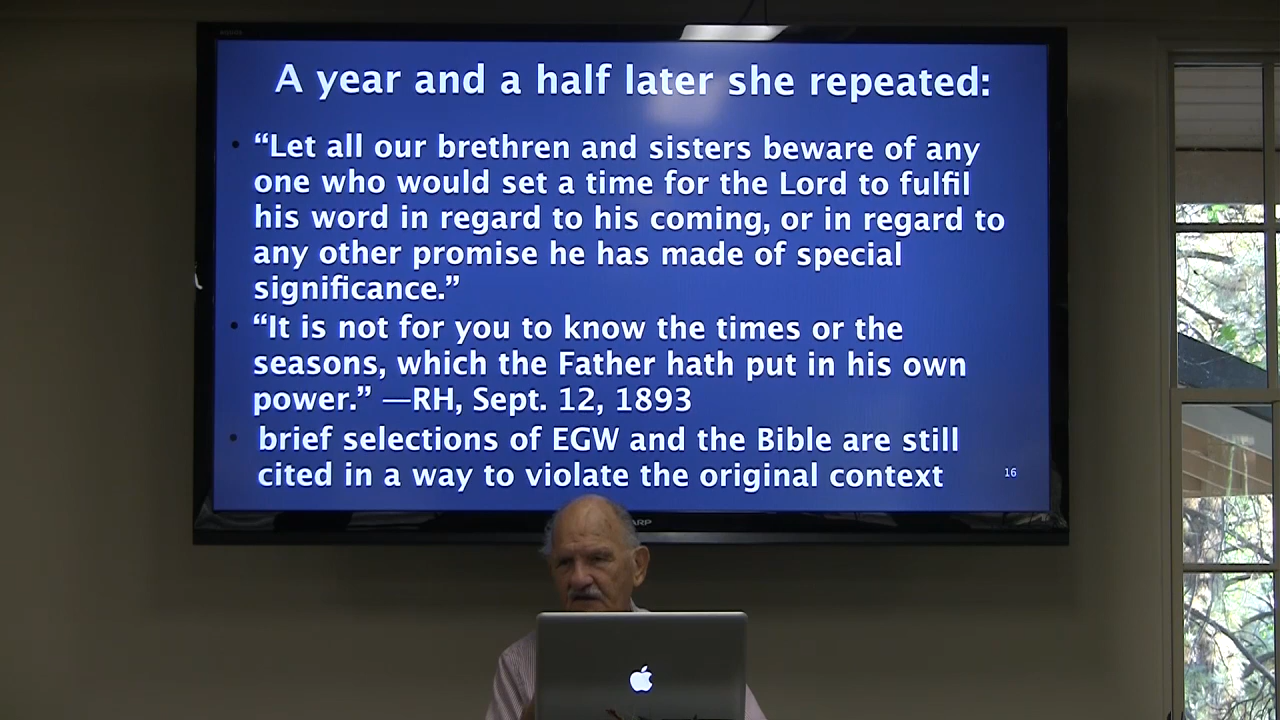 A year and a half later she repeated:
• “Let all our brethren and sisters beware of any
one who would set a time for the Lord to fulfil
his word in regard to his coming, or in regard to
any other promise he has made of special
significance.”
• “It is not for you to know the times or the
seasons, which the Father hath put in his own
power.” —RH, Sept. 12, 1893
• brief selections of EGW and the Bible are still
cited in a way to violate the original context
16